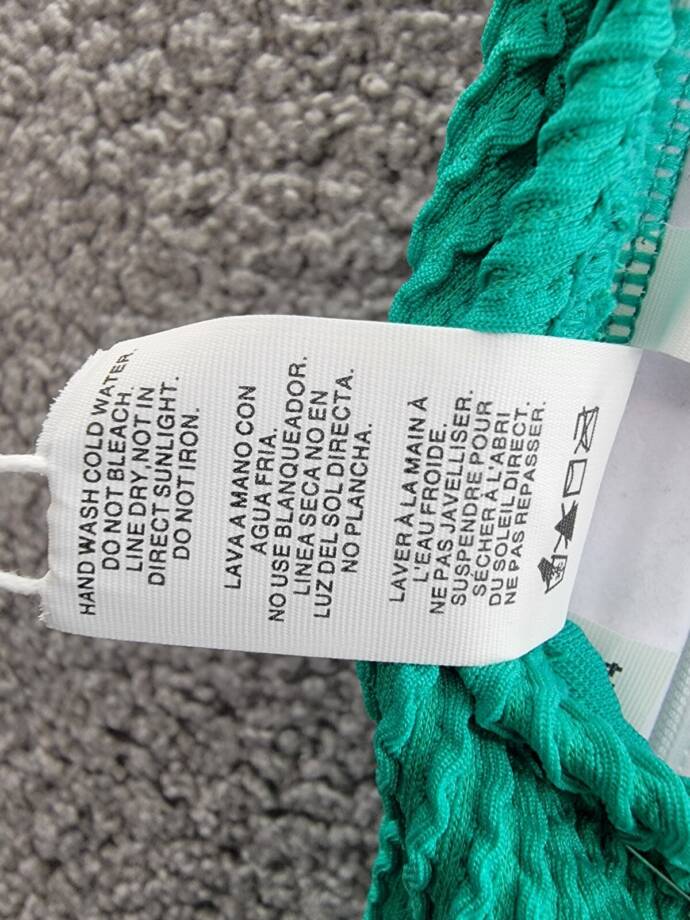 HAND WASH COLD WATER.
DO NOT BLEACH.
LINE DRY,NOT IN
DIRECT SUNLIGHT.
DO NOT IRON.
LAVA A MANO CON
AGUA FRIA.
NO USE BLANQUEADOR.
LINEA SECA NO EN
LUZ DEL SOL DIRECTA.
NO PLANCHA.
LAVER À LA MAIN À
L'EAU FROIDE.
NE PAS JAVELLISER.
SUSPENDRE POUR
SÉCHER À L'ABRI
DU SOLEIL DIRECT.
NE PAS REPASSER.